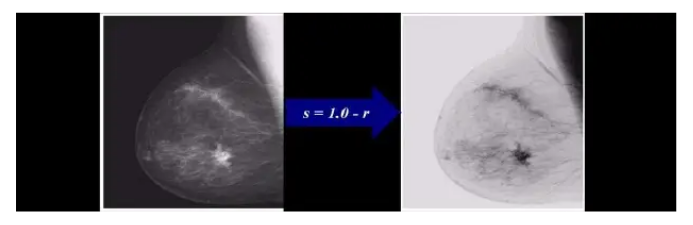 s = 1.0 - r